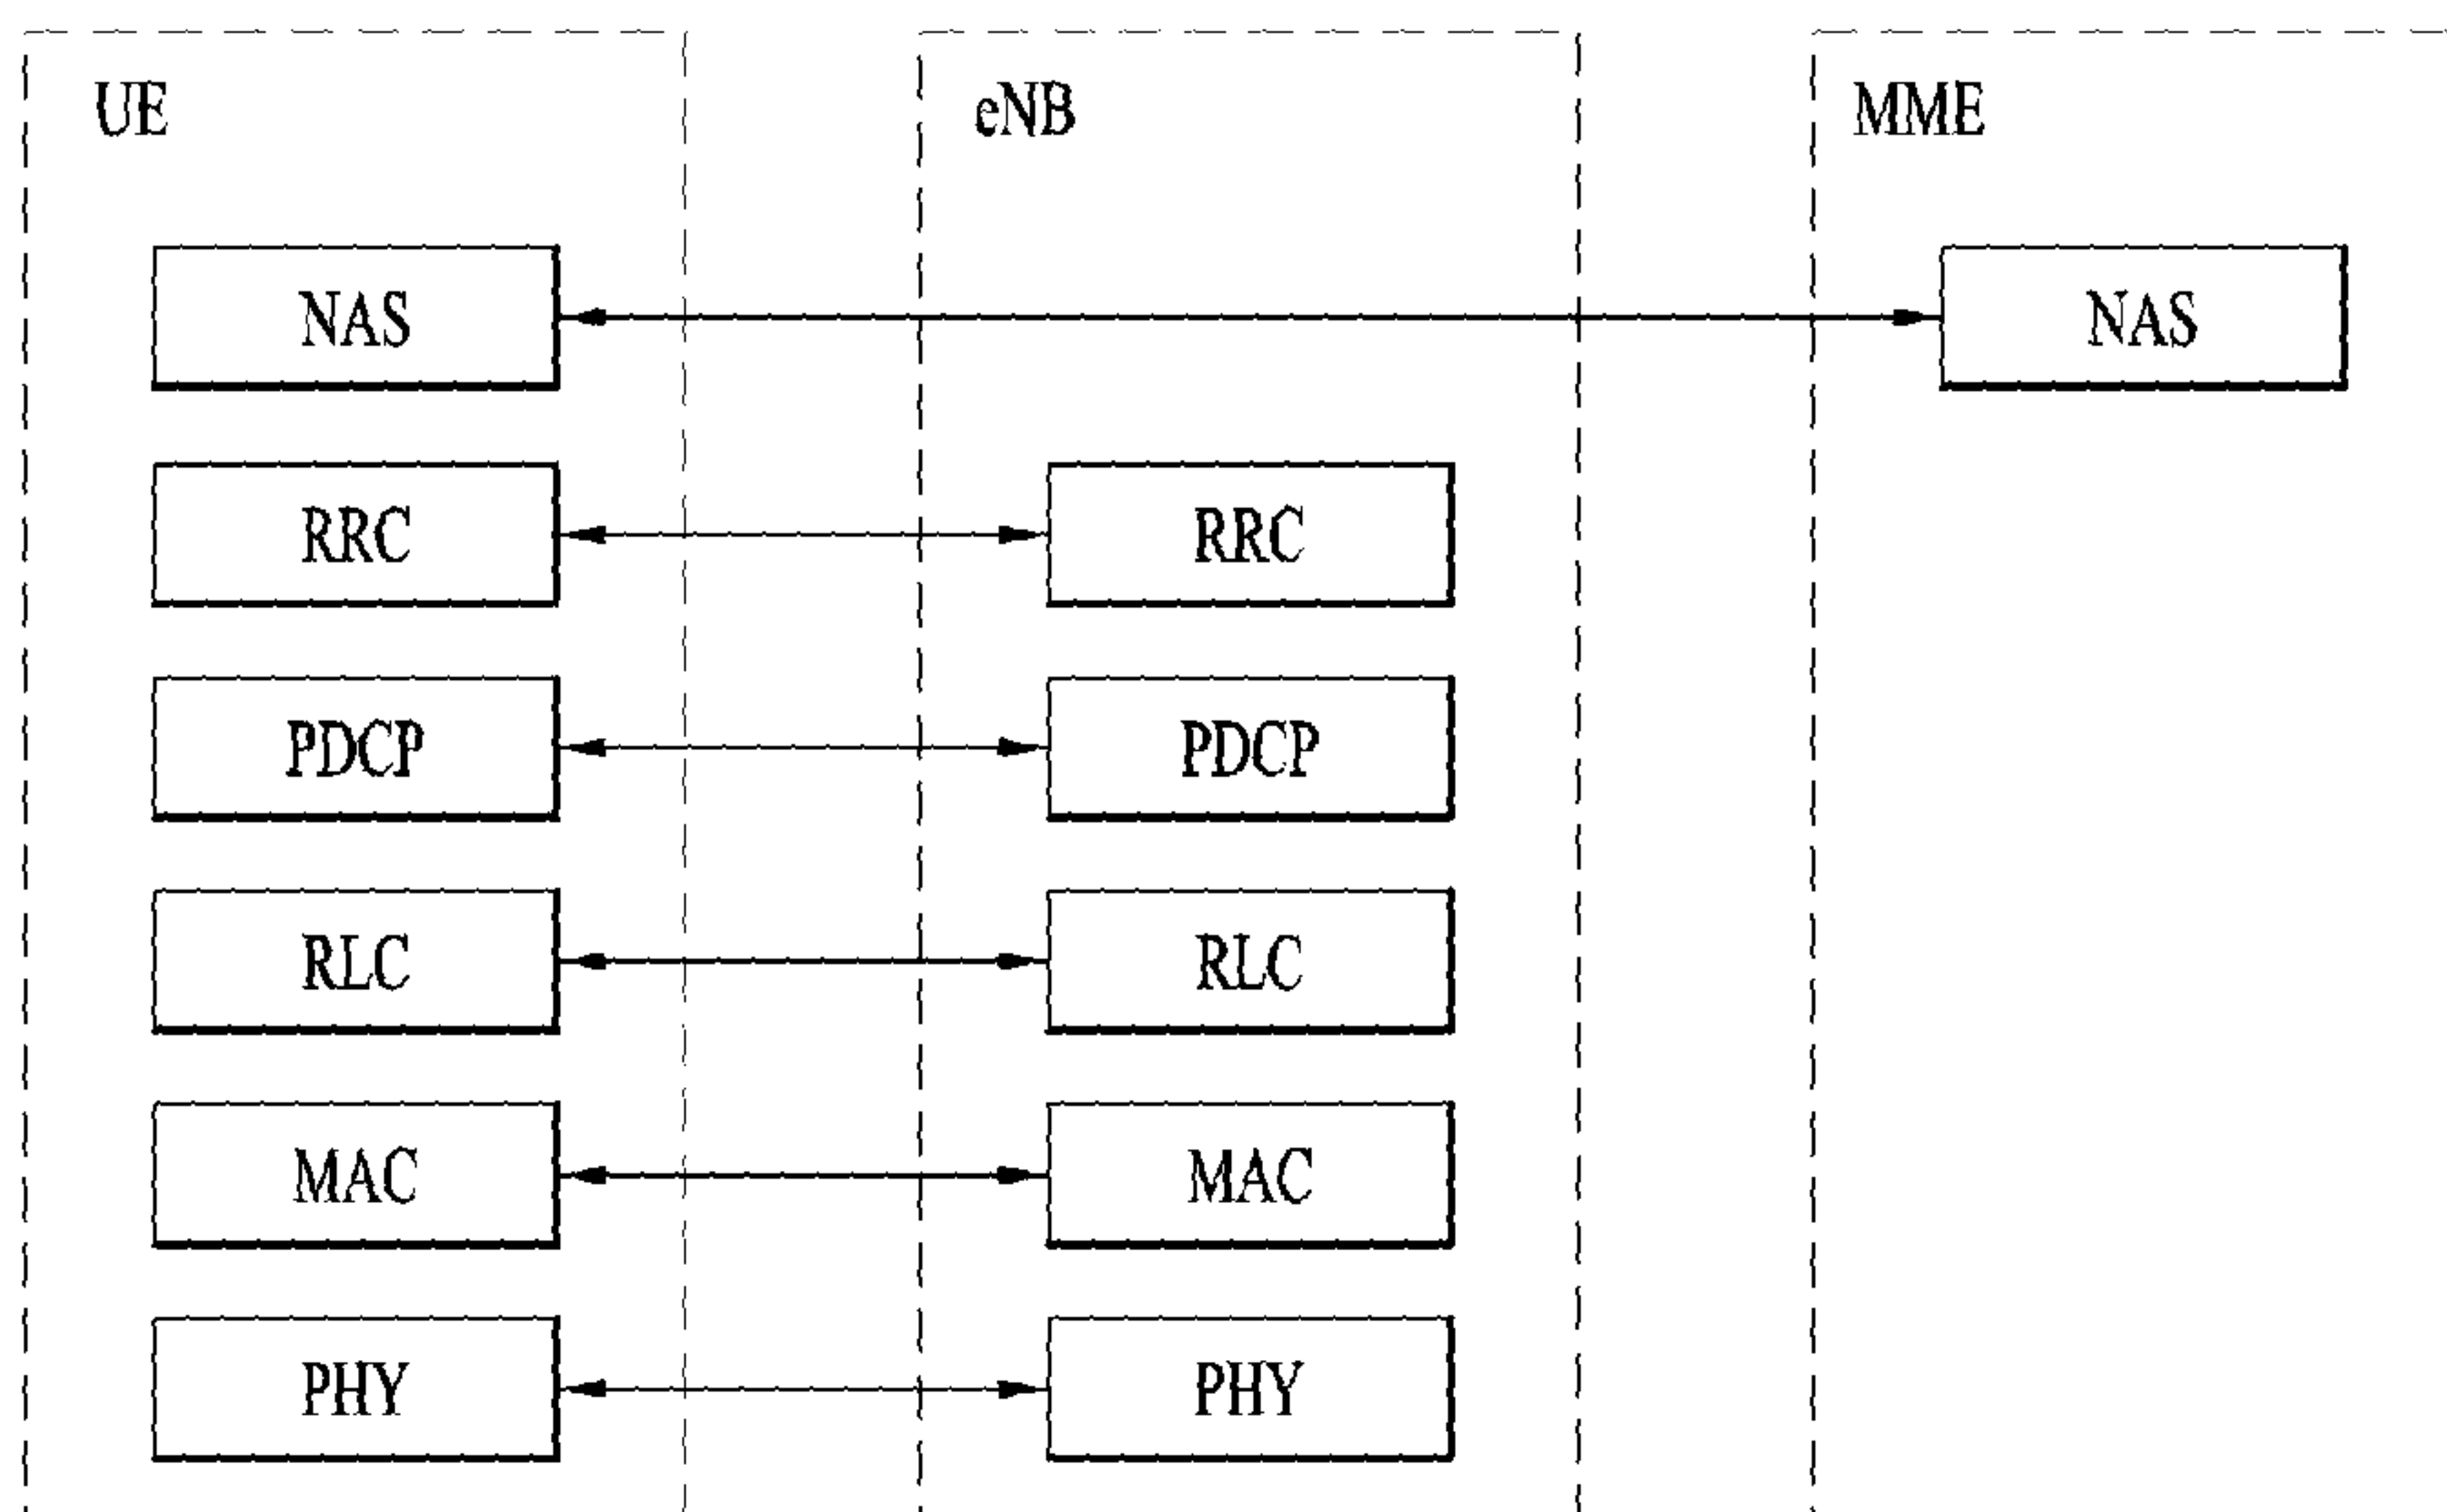 UE eNB MME
NAS NAS
RRC RRC
PDCP PDCP
RLC RLC
MAC MAC
PHY PHY